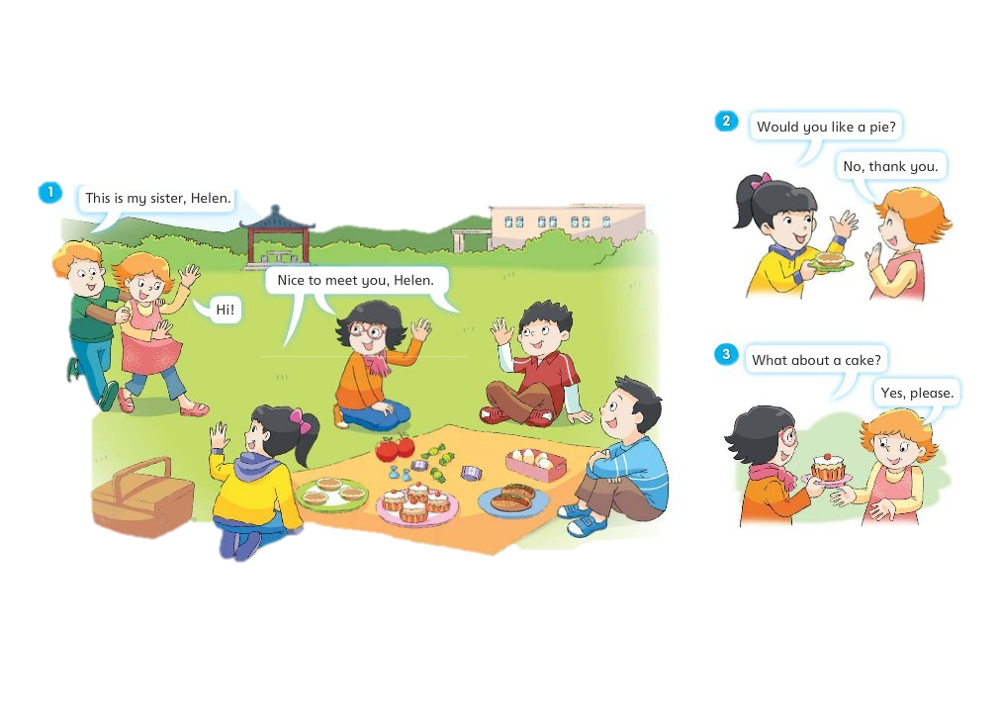 1
This is my sister, Helen.
Hi!
Nice to meet you, Helen.
2
Would you like a pie?
No, thank you.
3
What about a cake?
Yes, please.